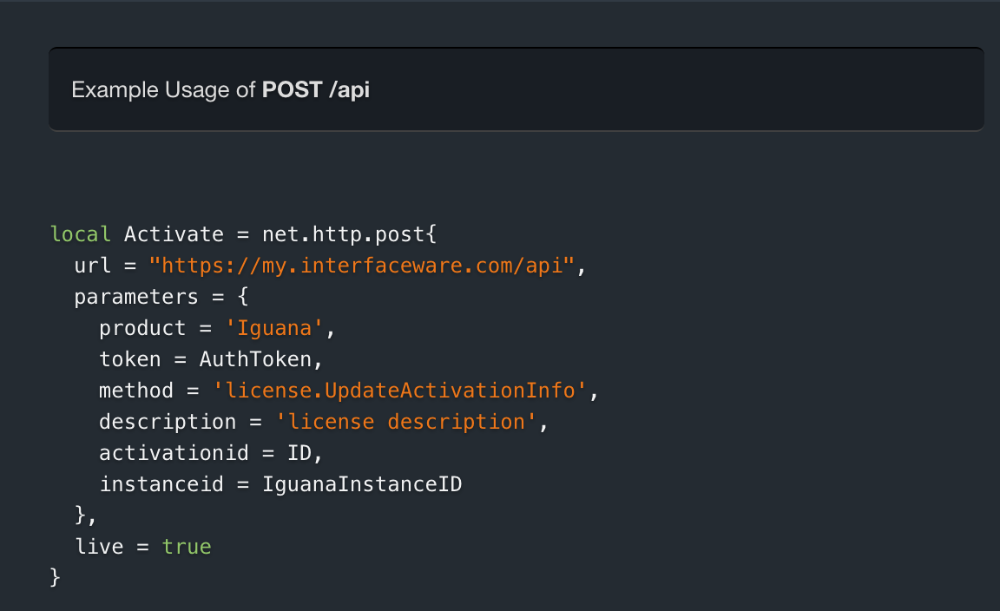 Example Usage of POST /api
local Activate = net.http.post{
  url = "https://my.interfaceware.com/api",
  parameters = {
    product = 'Iguana',
    token = AuthToken,
    method = 'license.UpdateActivationInfo',
    description = 'license description',
    activationid = ID,
    instanceid = IguanaInstanceID
  },
  live = true
}